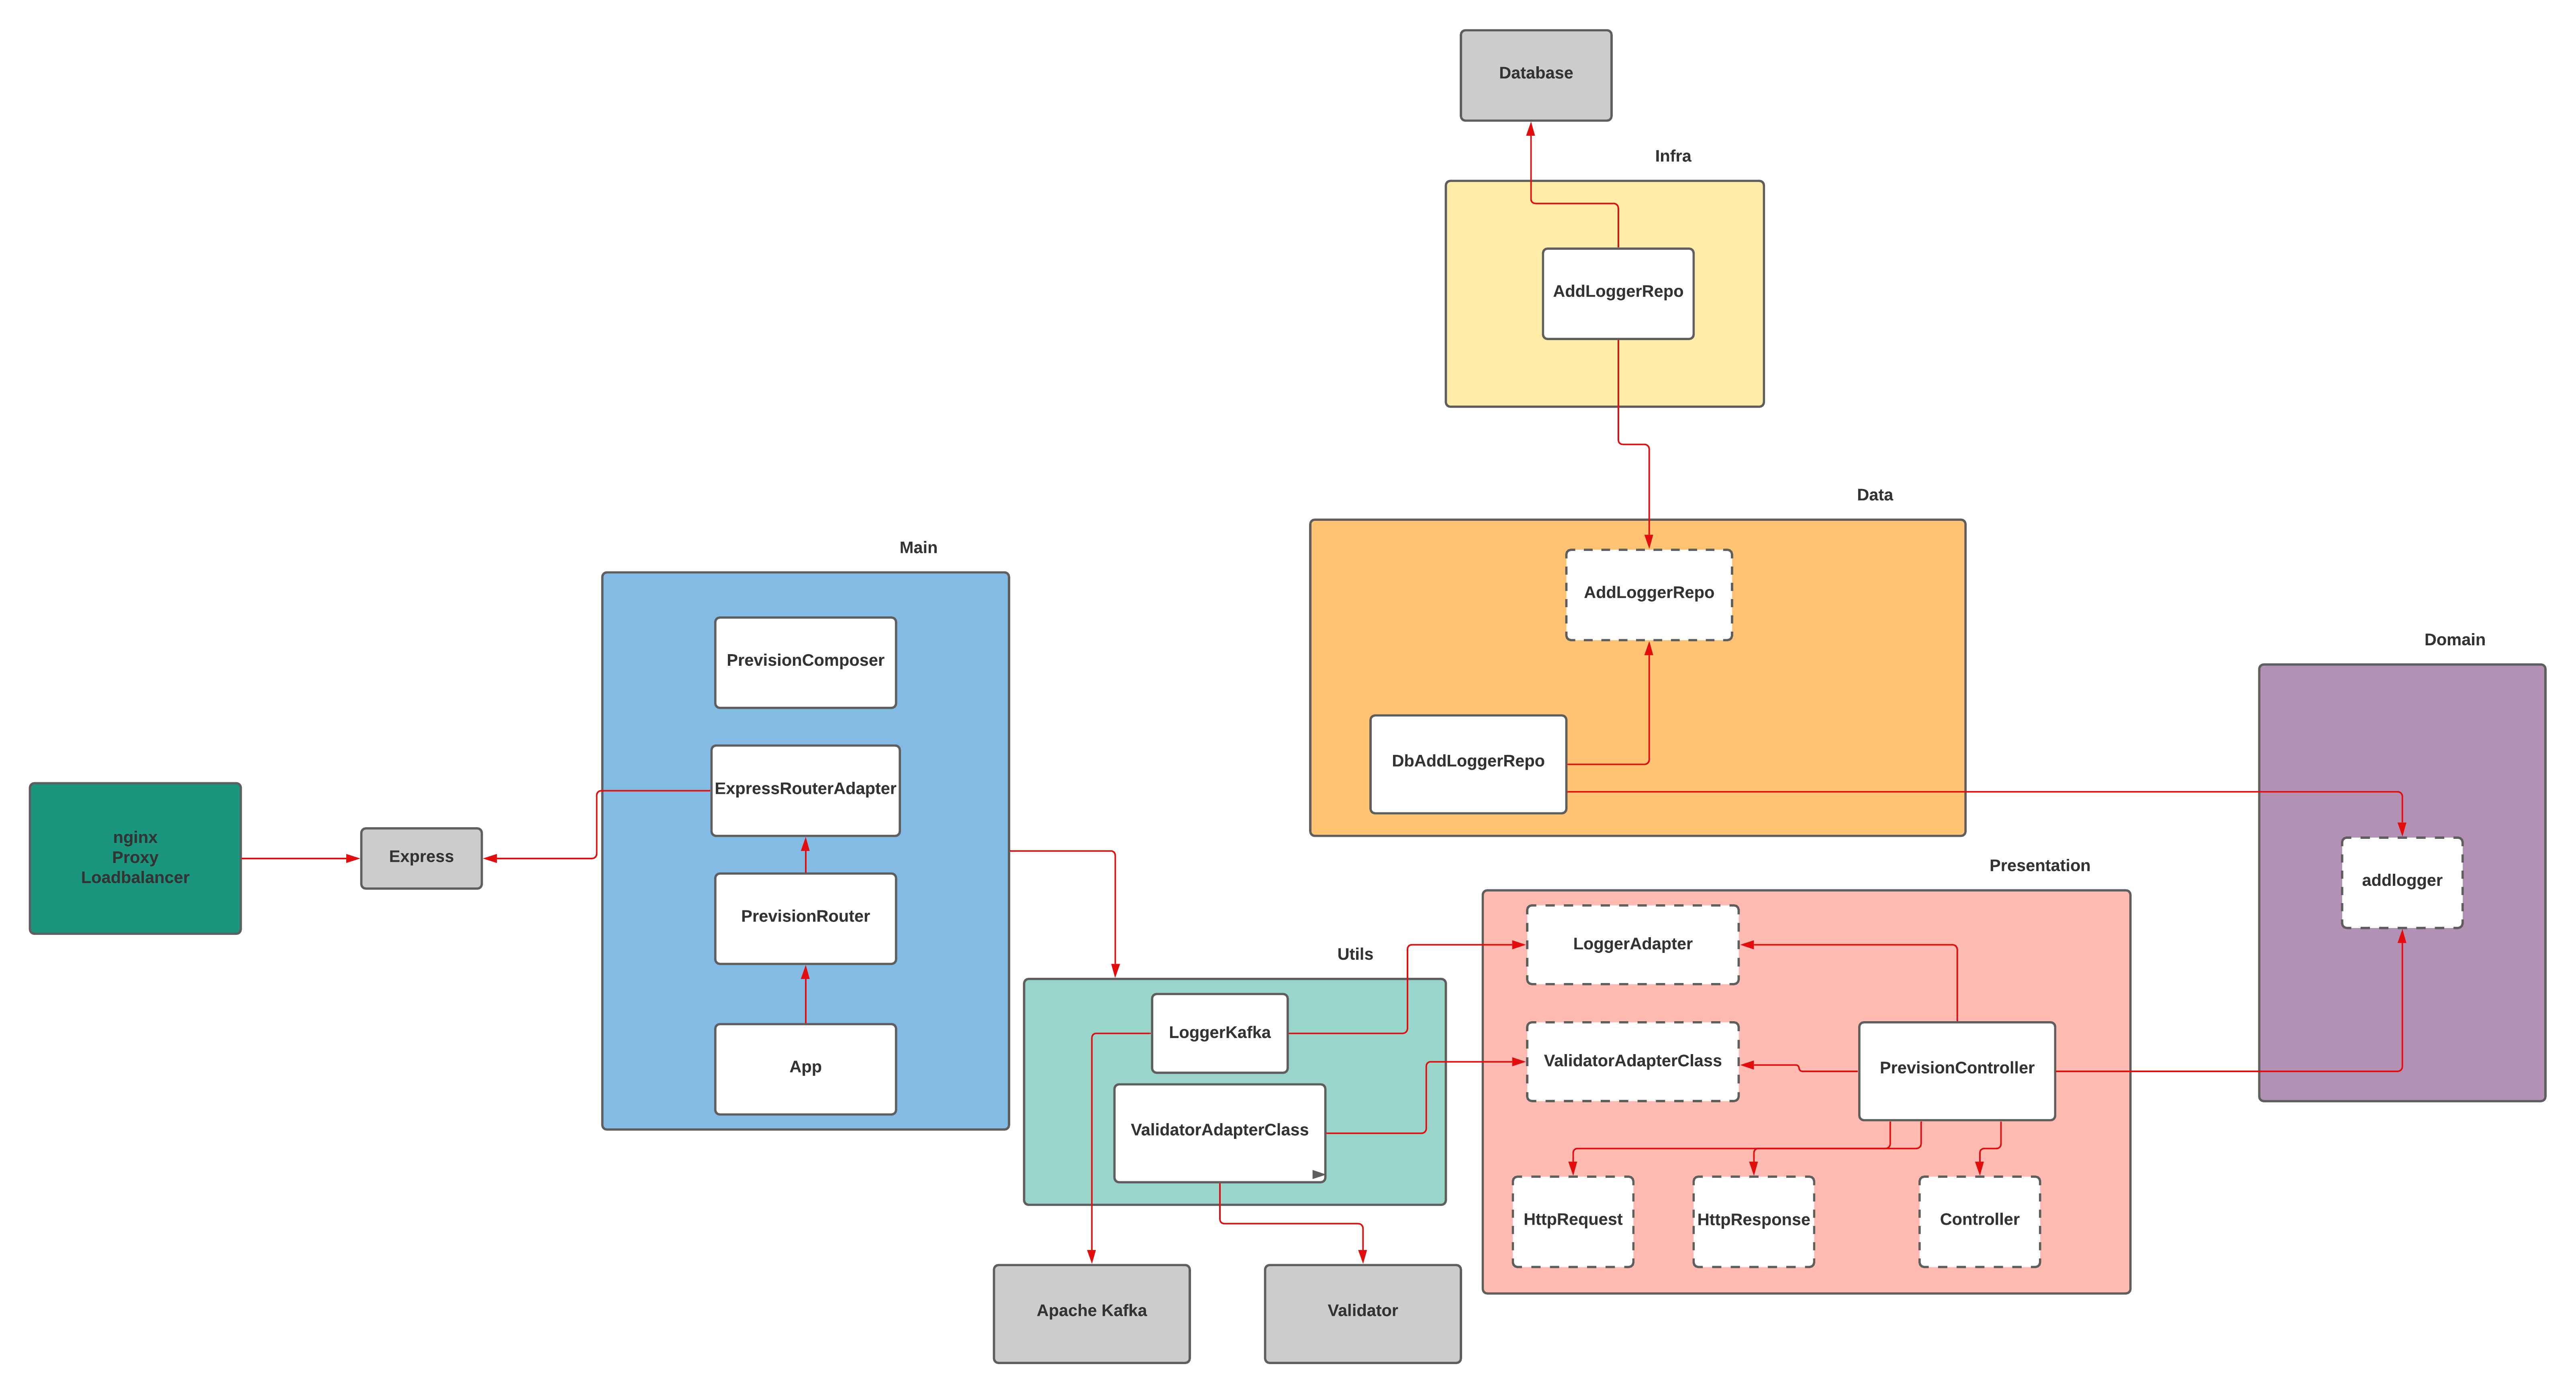 Database
Infra
AddLoggerRepo
Data
AddLoggerRepo
DbAddLoggerRepo
Main
PrevisionComposer
ExpressRouterAdapter
PrevisionRouter
App
nginx
Proxy
Loadbalancer
Express
Domain
addlogger
Presentation
LoggerAdapter
ValidatorAdapterClass
PrevisionController
HttpRequest
HttpResponse
Controller
Utils
LoggerKafka
ValidatorAdapterClass
Apache Kafka
Validator